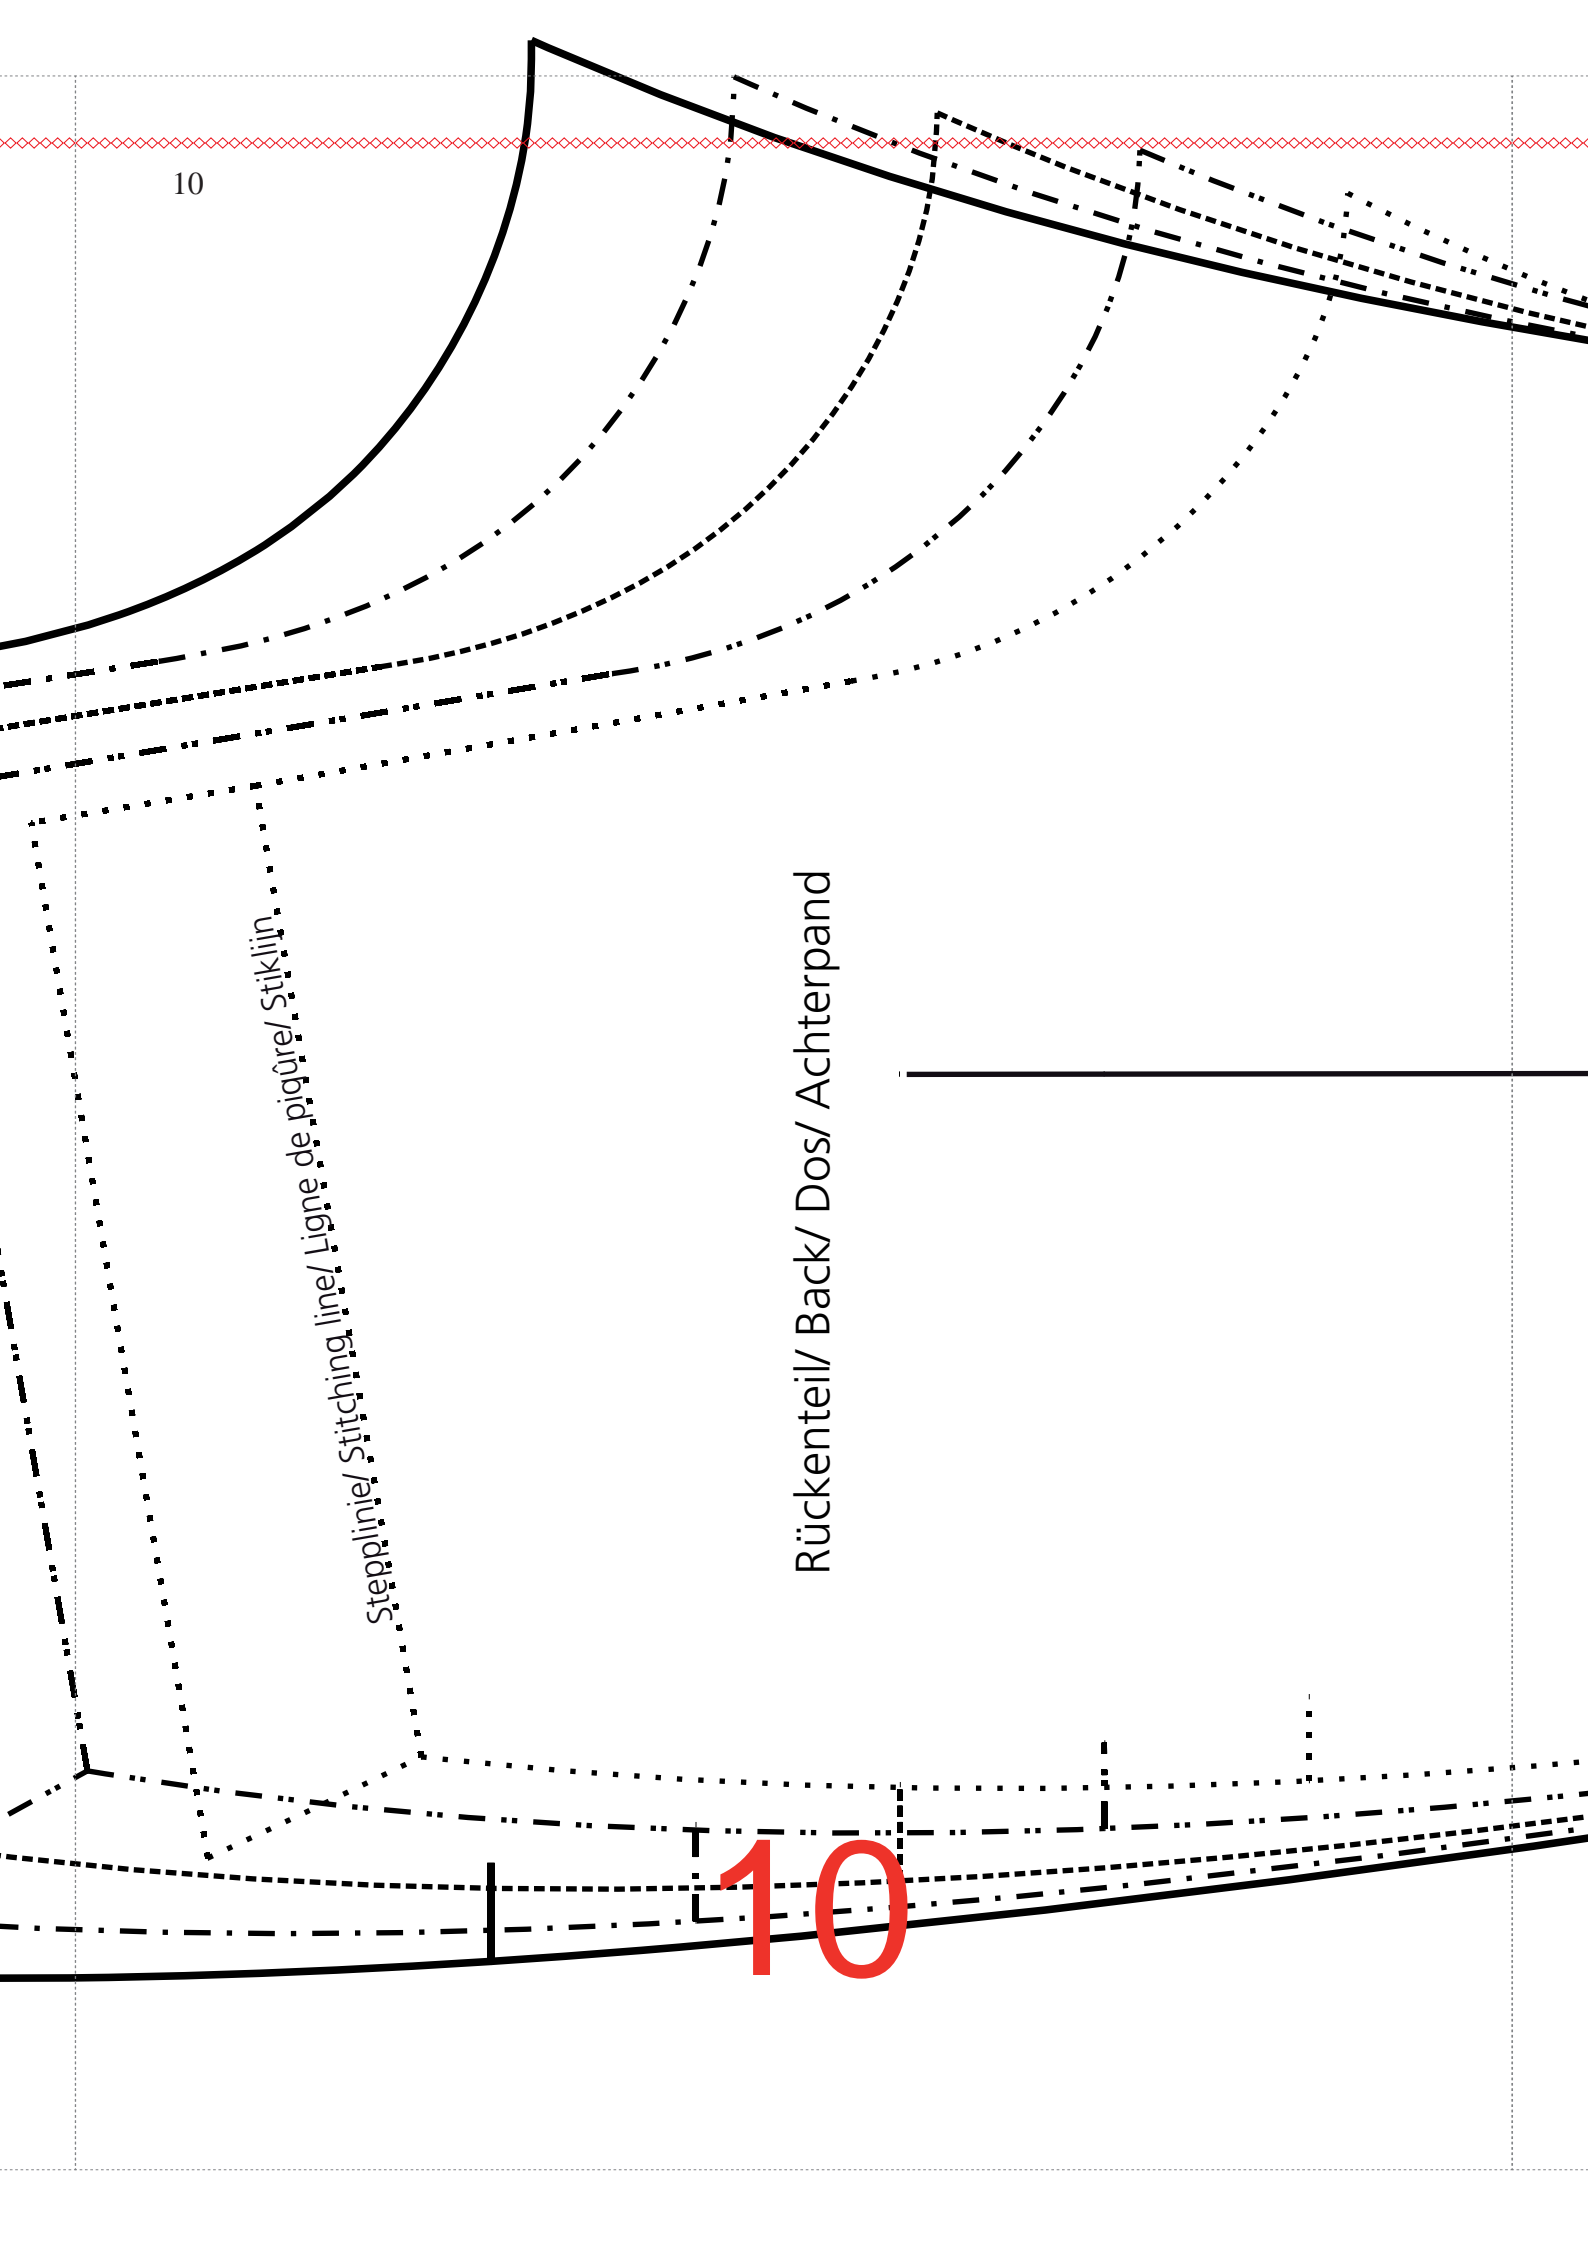 10
Stepplinie/ Stitching line/ Ligne de piqûre/ Stiklijn
Rückenteil/ Back/ Dos/ Achterpand
10